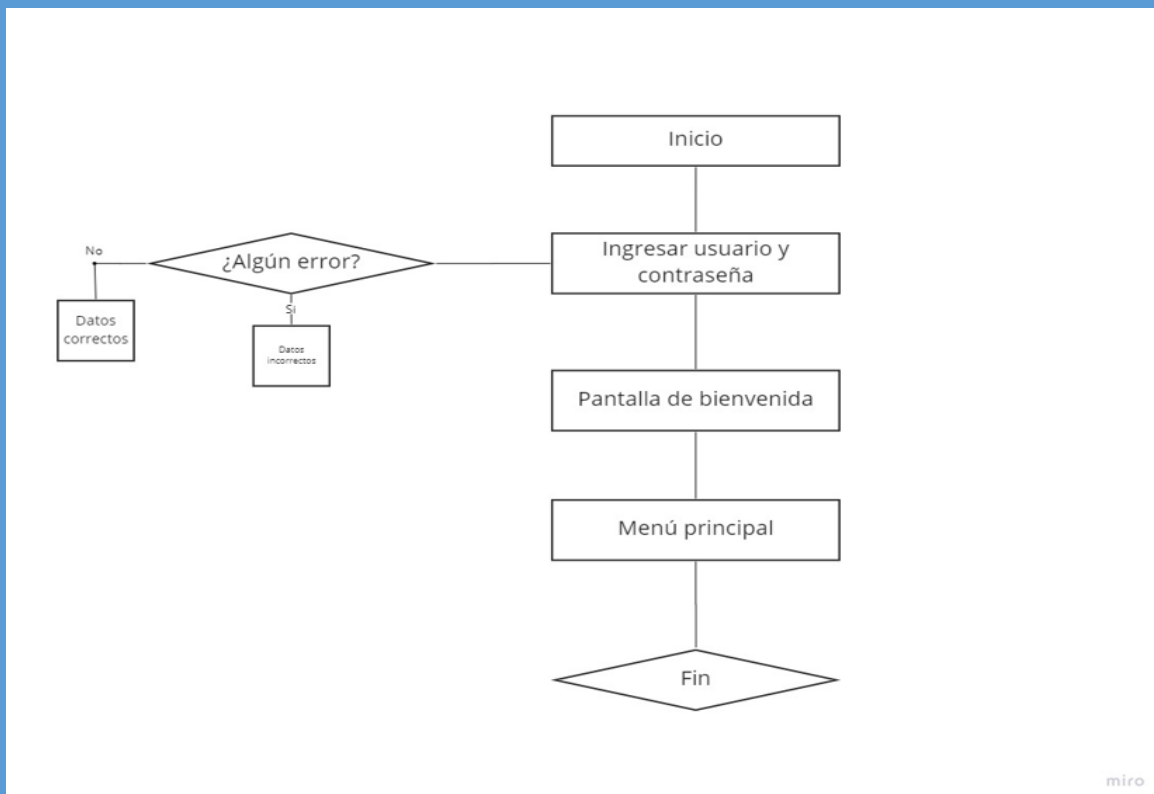 Inicio
Ingresar usuario y
contraseña
¿Algún error?
No
Datos
correctos
Si
Datos
incorrectos
Pantalla de bienvenida
Menú principal
Fin
miro